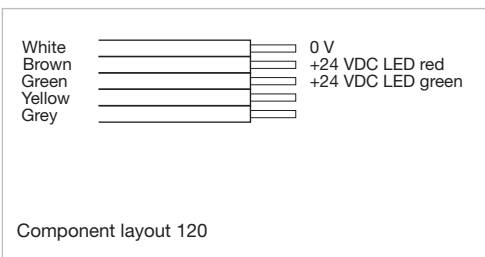 White 0 V
Brown +24 VDC LED red
Green +24 VDC LED green
Yellow
Grey
Component layout 120